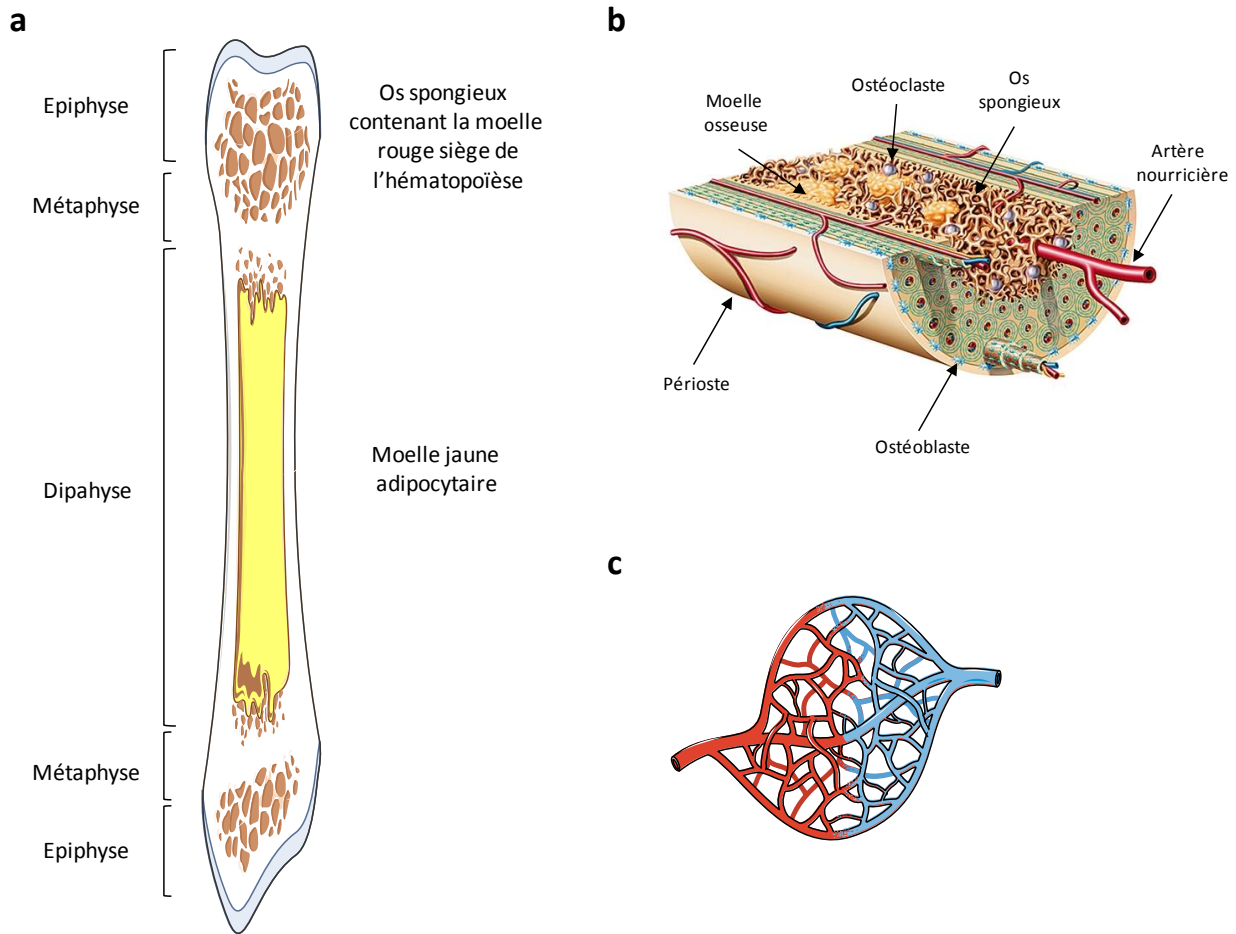 a
Epiphyse
Métaphyse
Dipahyse
Métaphyse
Epiphyse
Os spongieux
contenant la moelle
rouge siège de
l’hématopoïèse
Moelle jaune
adipocytaire
b
Moelle
osseuse
Ostéoclaste
Os
spongieux
Artère
nourricière
Périoste
Ostéoblaste
c